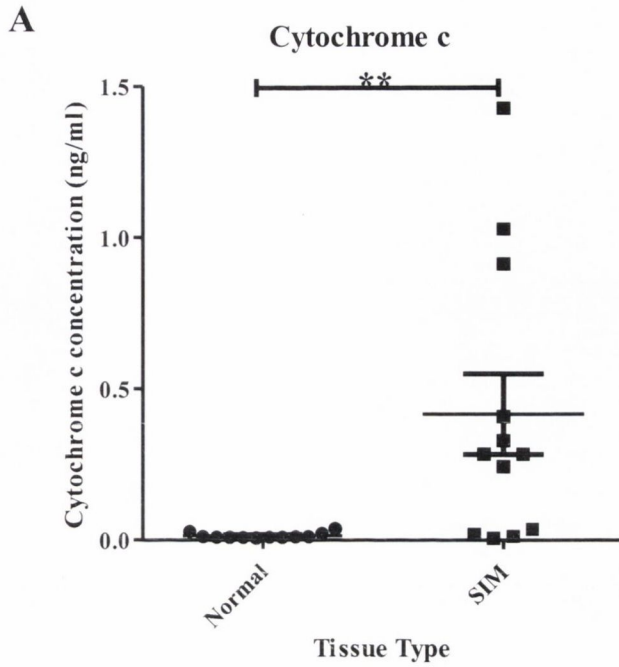 A
Cytochrome c
**
Cytochrome c concentration (ng/ml)
1.5
1.0
0.5
0.0
Normal
SIM
Tissue Type